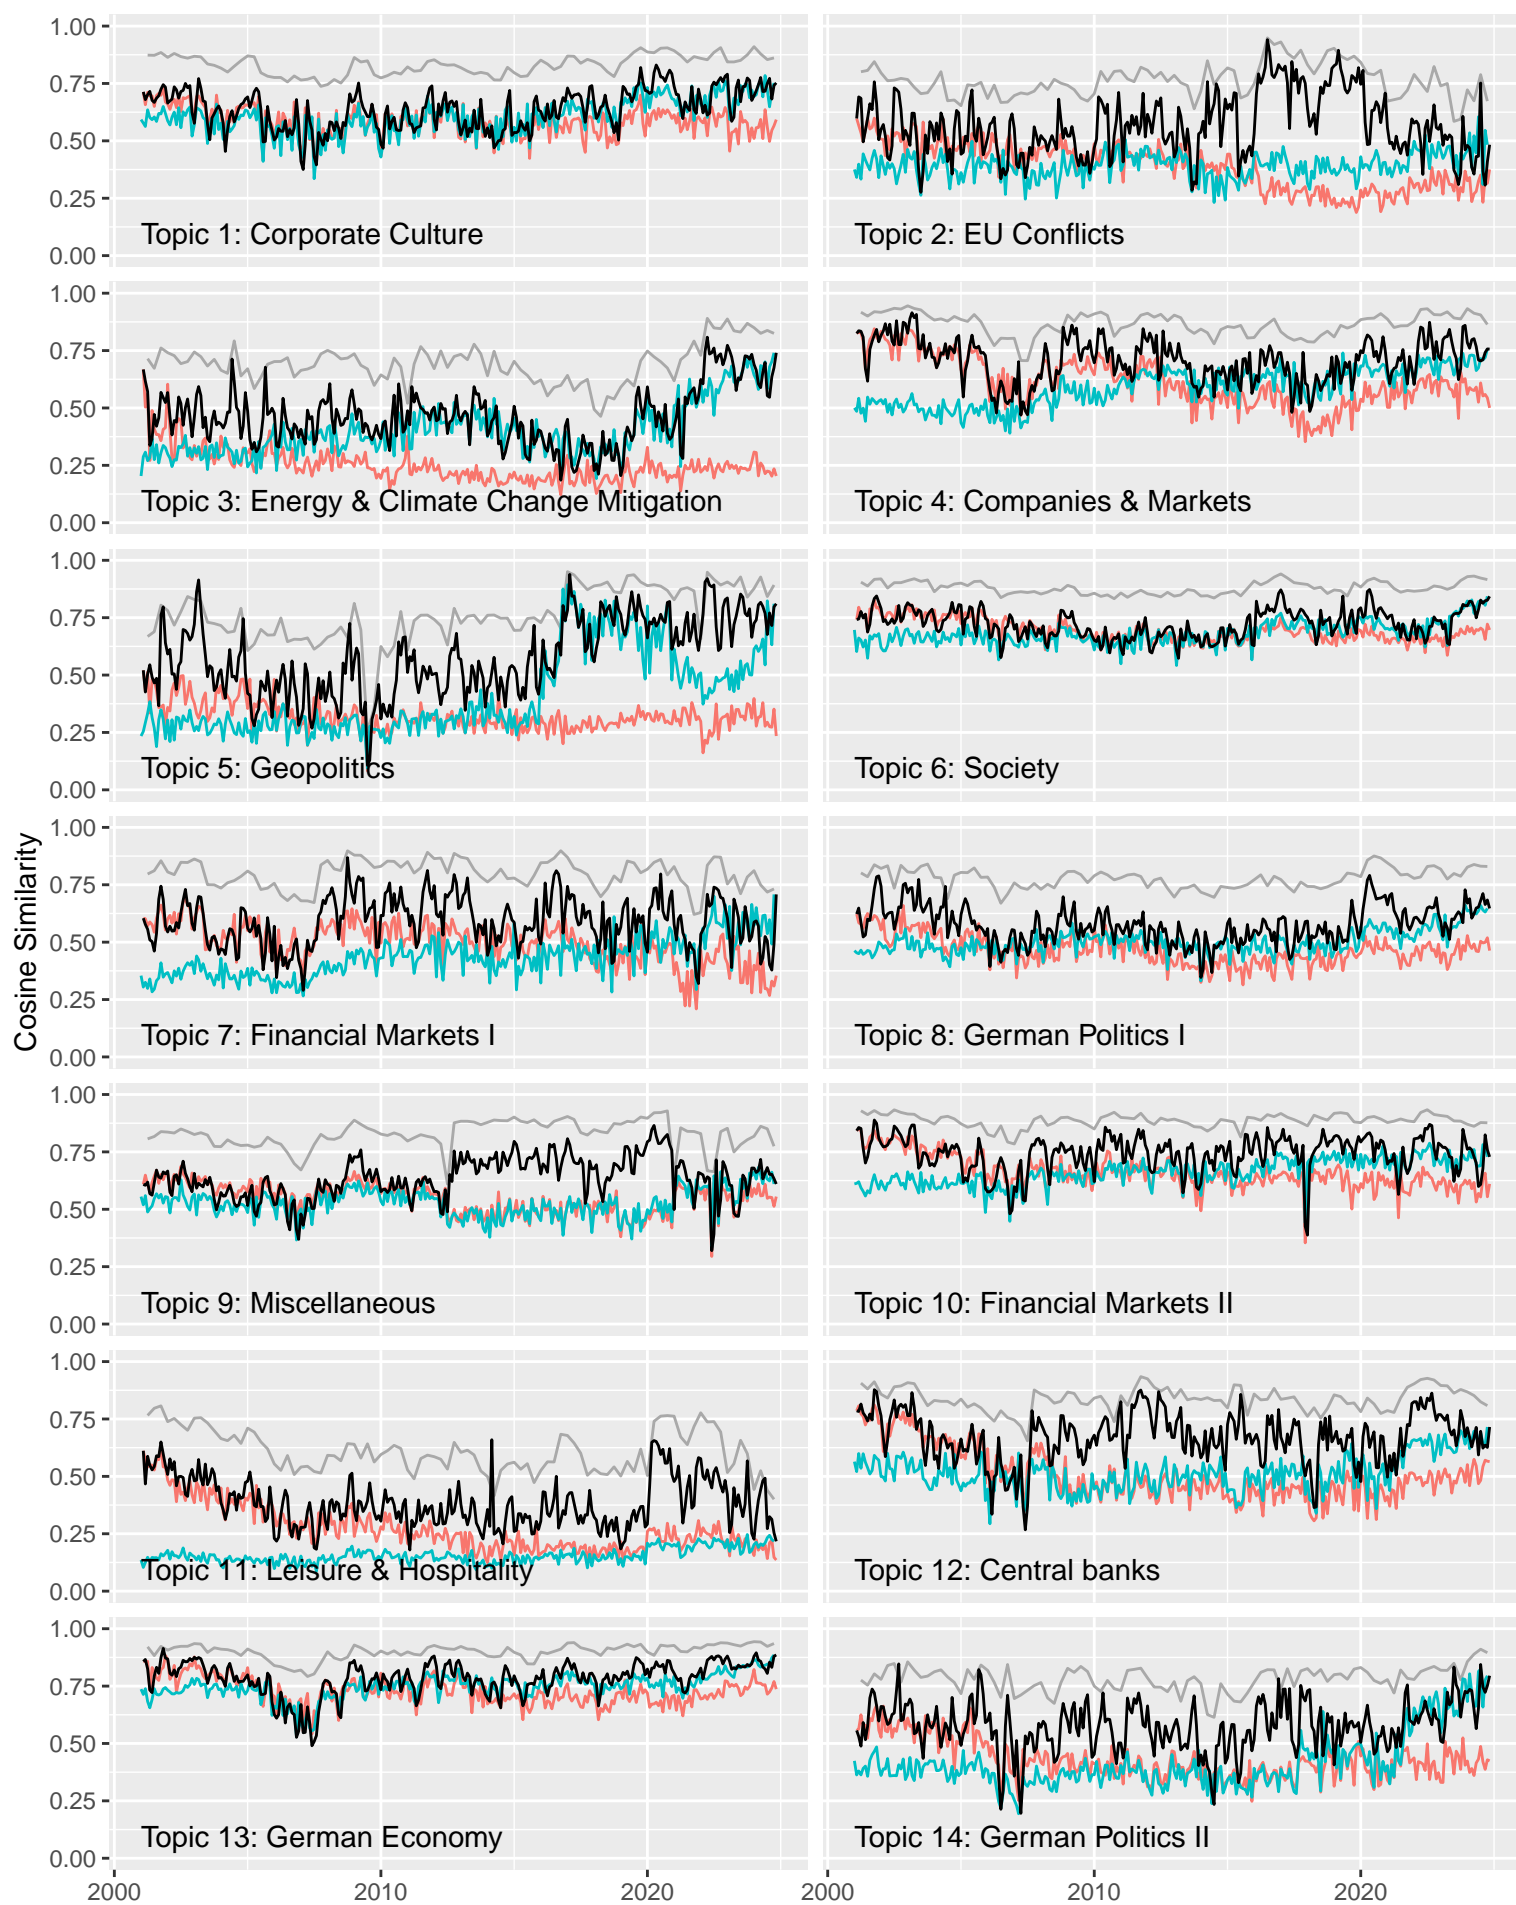 1.00
0.75
0.50
0.25
0.00
Topic 1: Corporate Culture
Topic 2: EU Conflicts
1.00
0.75
0.50
0.25
0.00
Topic 3: Energy & Climate Change Mitigation
Topic 4: Companies & Markets
1.00
0.75
0.50
0.25
0.00
Topic 5: Geopolitics
Topic 6: Society
Cosine Similarity
1.00
0.75
0.50
0.25
0.00
Topic 7: Financial Markets I
Topic 8: German Politics I
1.00
0.75
0.50
0.25
0.00
Topic 9: Miscellaneous
Topic 10: Financial Markets II
1.00
0.75
0.50
0.25
0.00
Topic 11: Leisure & Hospitality
Topic 12: Central banks
1.00
0.75
0.50
0.25
0.00
Topic 13: German Economy
Topic 14: German Politics II
2000 2010 2020 2000 2010 2020